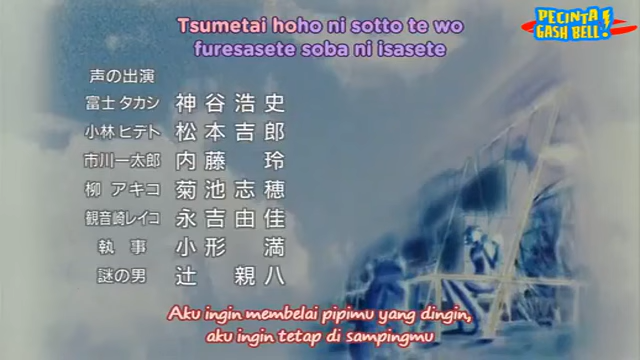 Tsumetai hoho ni sotto te wo
furesasete soba ni isasete
PECINTA
GASH BELL!
声の出演
富士 タカシ 神谷浩史
小林 ヒデト 松本吉郎
市川一太郎 内藤 玲
柳 アキコ 菊池志穂
観音崎レイコ 永吉由佳
執 事 小形 満
謎の男 辻 親八
Aku ingin membelai pipimu yang dingin,
aku ingin tetap di sampingmu